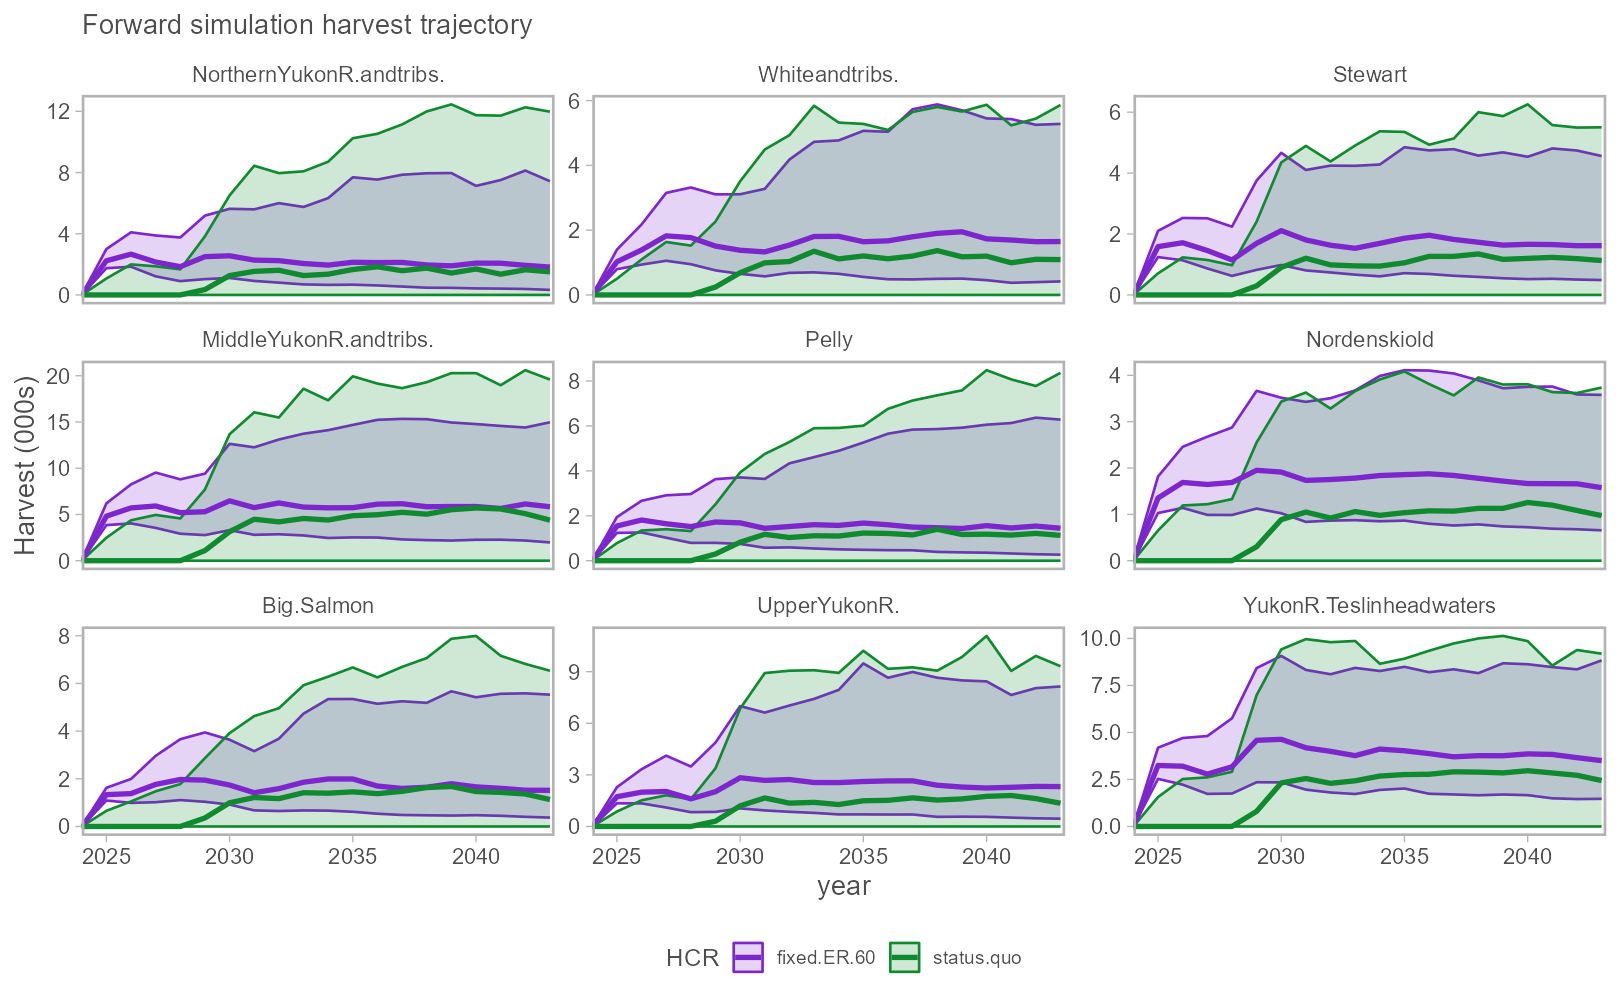 Forward simulation harvest trajectory
NorthernYukonR.andtribs.
Whiteandtribs.
Stewart
12
8
4
0
6
4
2
0
6
4
2
0
MiddleYukonR.andtribs.
Pelly
Nordenskiold
Harvest (000s)
20
15
10
5
0
8
6
4
2
0
4
3
2
1
0
Big.Salmon
UpperYukonR.
YukonR.Teslinheadwaters
8
6
4
2
0
9
6
3
0
10.0
7.5
5.0
2.5
0.0
2025 2030 2035 2040
2025 2030 2035 2040
2025 2030 2035 2040
year
HCR fixed.ER.60 status.quo